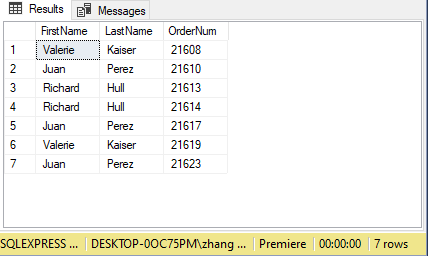 Results Messages
FirstName LastName OrderNum
1 Valerie Kaiser 21608
2 Juan Perez 21610
3 Richard Hull 21613
4 Richard Hull 21614
5 Juan Perez 21617
6 Valerie Kaiser 21619
7 Juan Perez 21623
SQLEXPRESS ... DESKTOP-0OC75PM\zhang ... Premiere 00:00:00 7 rows